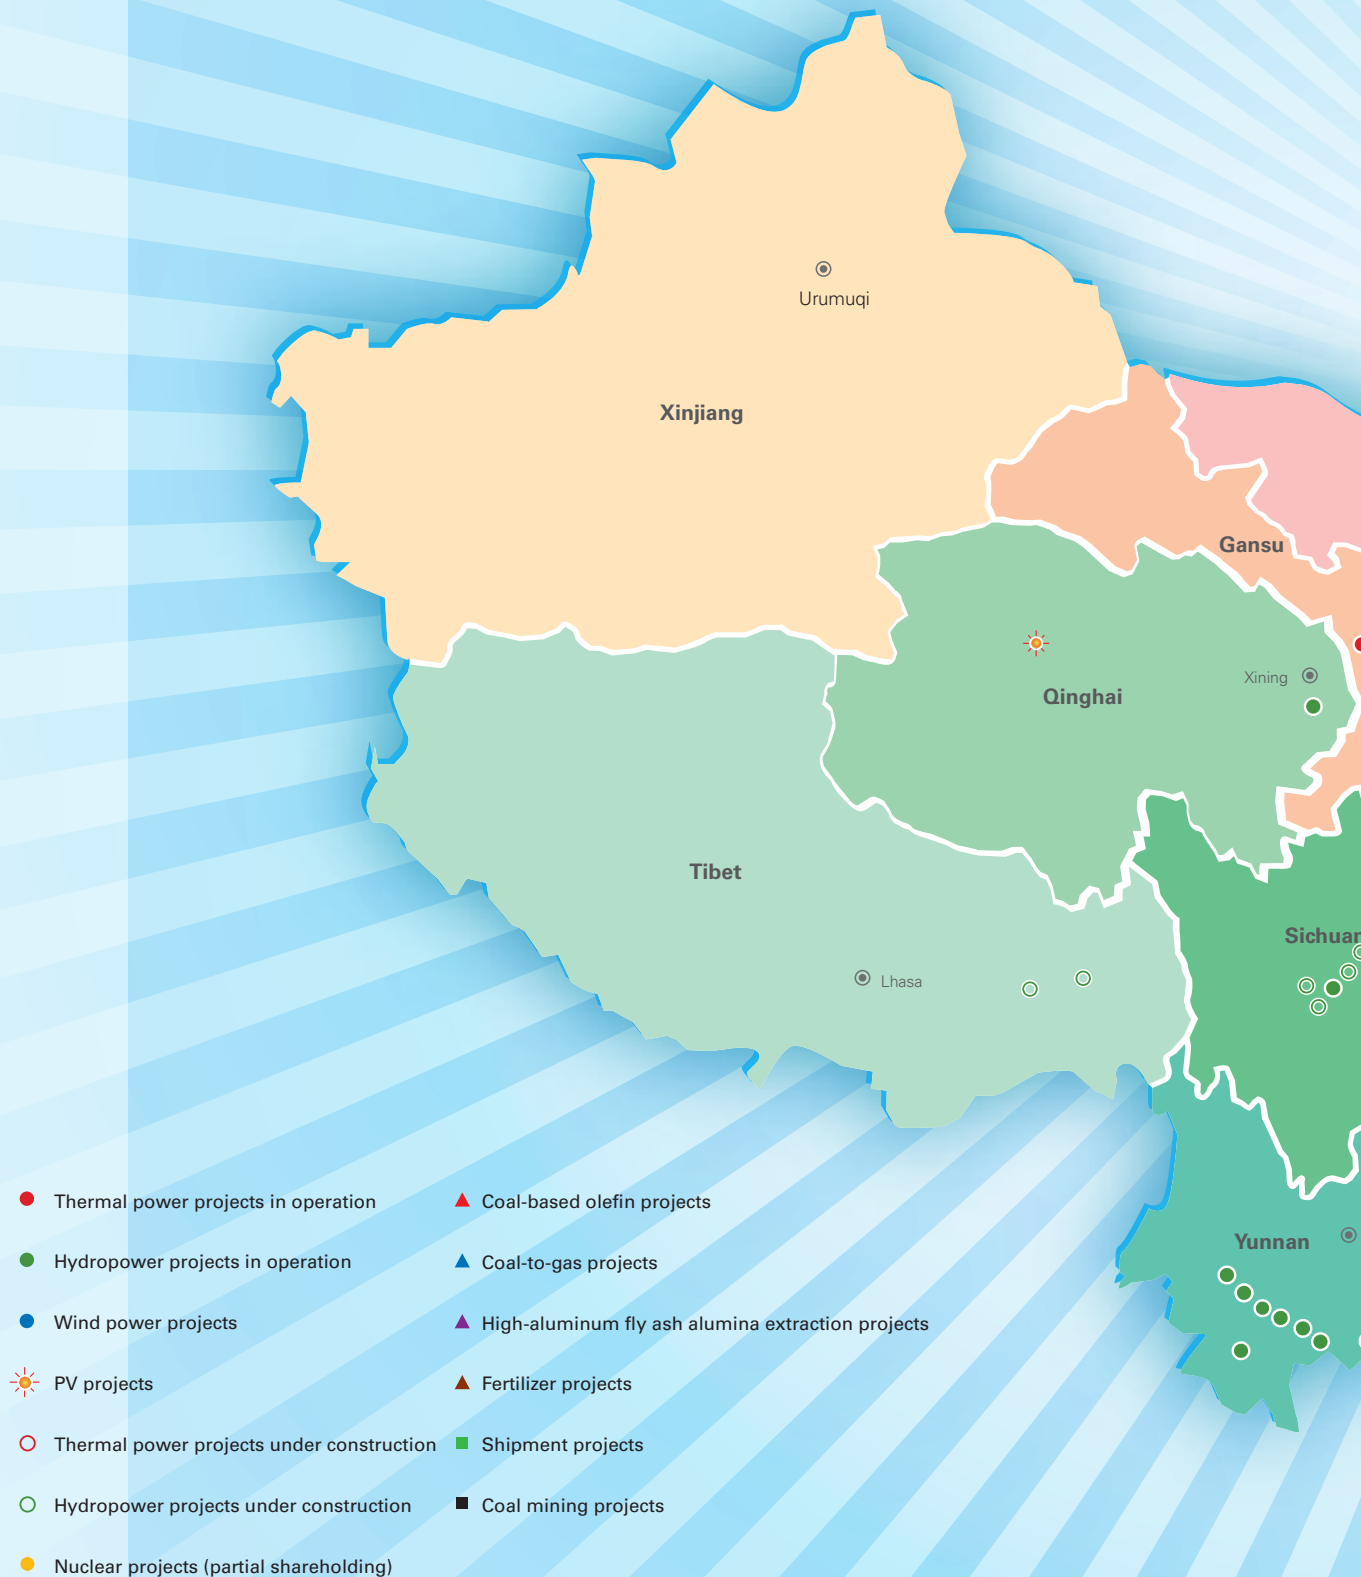 Urumuqi
Xinjiang
Gansu
Xining
Qinghai
Tibet
Sichuan
Lhasa
Yunnan
Thermal power projects in operation
Hydropower projects in operation
Wind power projects
PV projects
Thermal power projects under construction
Hydropower projects under construction
Nuclear projects (partial shareholding)
Coal-based olefin projects
Coal-to-gas projects
High-aluminum fly ash alumina extraction projects
Fertilizer projects
Shipment projects
Coal mining projects